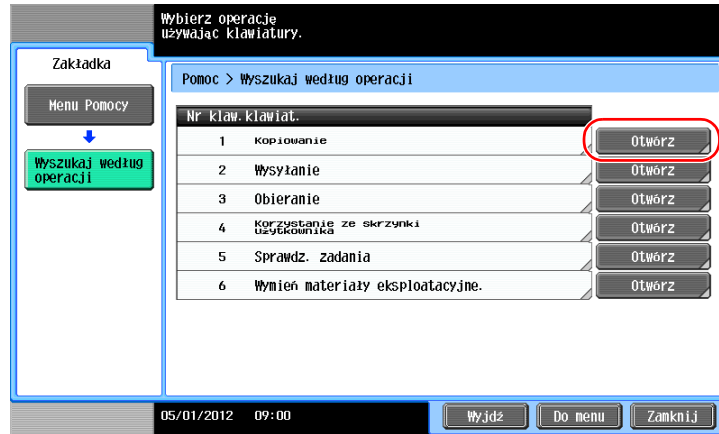 Wybierz operację
używając klawiatury.
Zakładka
Menu Pomocy
Wyszukaj według
operacji
Pomoc > Wyszukaj według operacji
Nr klaw. klawiat.
1 Kopiowanie Otwórz
2 Wysyłanie Otwórz
3 Obieranie Otwórz
4 Korzystanie ze skrzynki
użytkownika Otwórz
5 Sprawdz. zadania Otwórz
6 Wymień materiały eksploatacyjne. Otwórz
05/01/2012 09:00 Wyjdź Do menu Zamknij